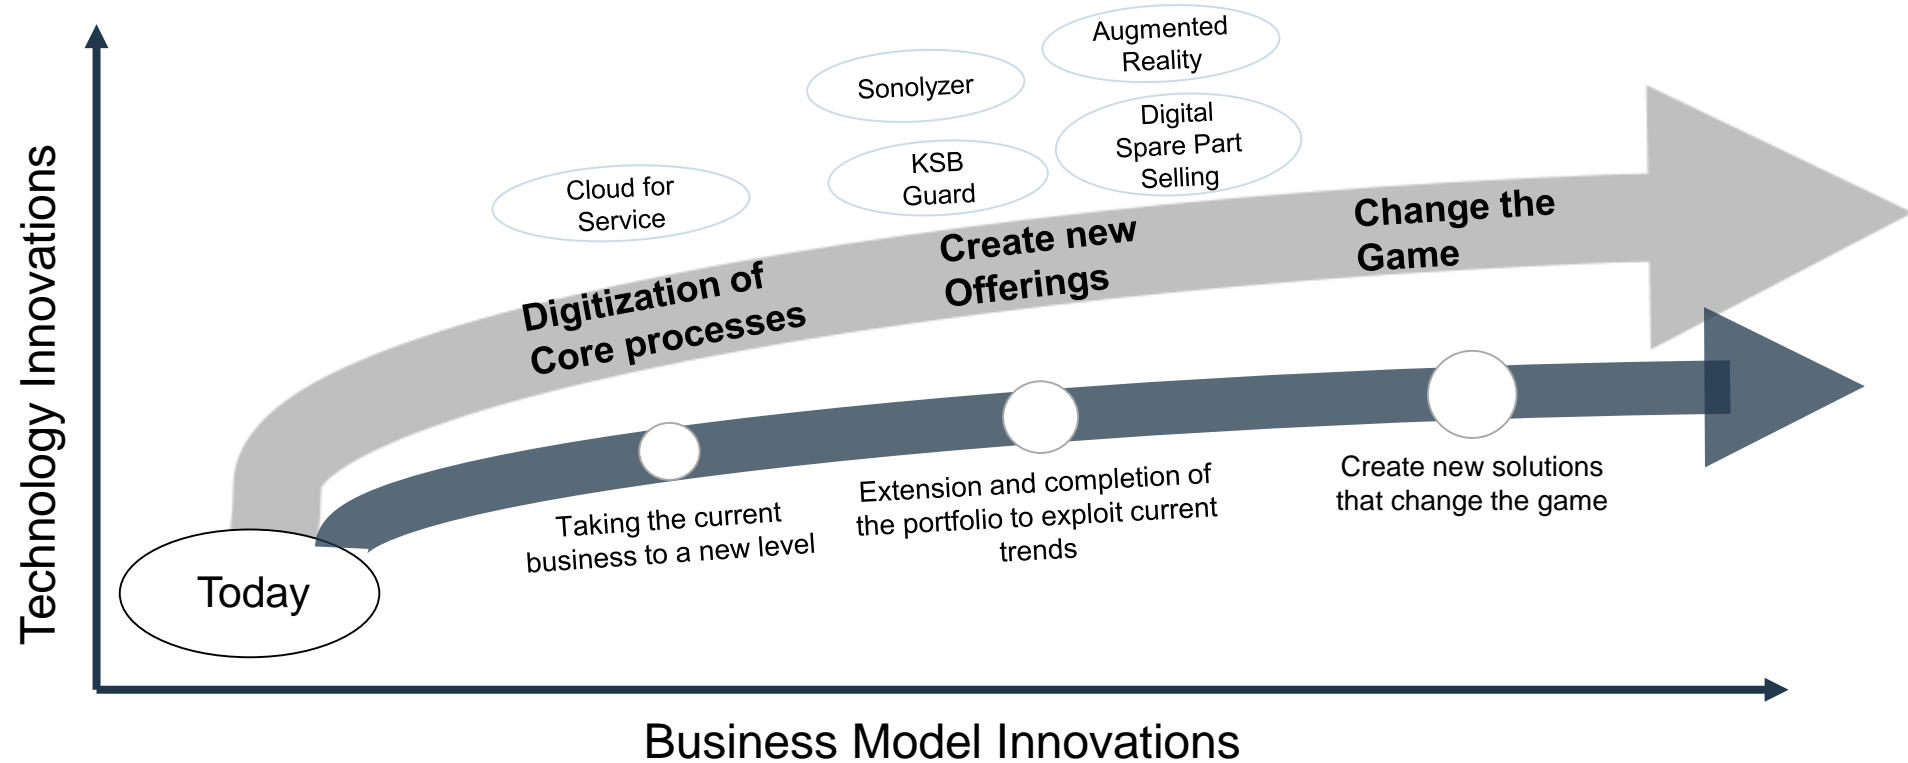 Augmented
Reality
Sonolyzer
Digital
Spare Part
Selling
KSB
Guard
Cloud for
Service
Digitization of
Core processes
Create new
Offerings
Change the
Game
Taking the current
business to a new level
Extension and completion of
the portfolio to exploit current
trends
Create new solutions
that change the game
Today
Technology Innovations
Business Model Innovations